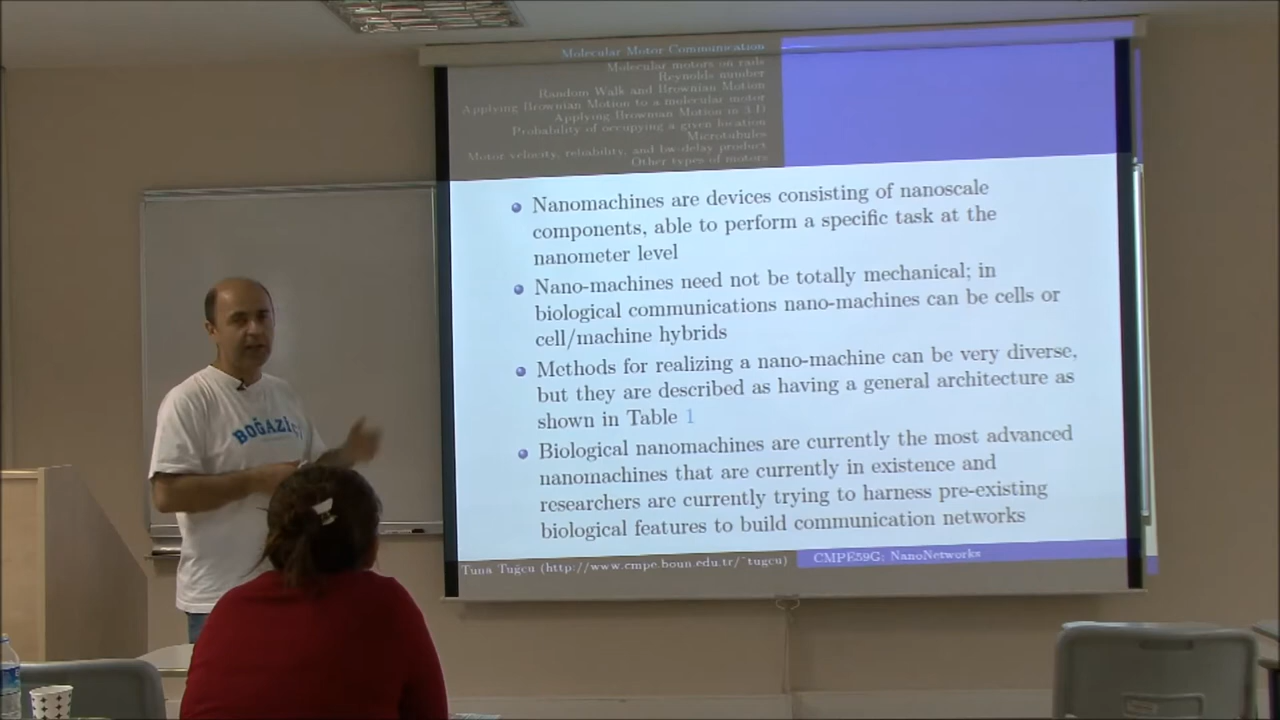 Molecular Motor Communication
Molecular motors on rails
Reynolds number
Random Walk and Brownian Motion
Applying Brownian Motion to a molecular motor
Applying Brownian Motion in 3-D
Probability of occupying a given location
Microtubules
Motor velocity, reliability, and bw-delay product
Other types of motors
Nanomachines are devices consisting of nanoscale
components, able to perform a specific task at the
nanometer level
Nano-machines need not be totally mechanical; in
biological communications nano-machines can be cells or
cell/machine hybrids
Methods for realizing a nano-machine can be very diverse,
but they are described as having a general architecture as
shown in Table 1
Biological nanomachines are currently the most advanced
nanomachines that are currently in existence and
researchers are currently trying to harness pre-existing
biological features to build communication networks
Tuna Tuğcu (http://www.cmpe.boun.edu.tr/~tugcu)
CMPE59G: NanoNetworks
BOĞAZİÇİ